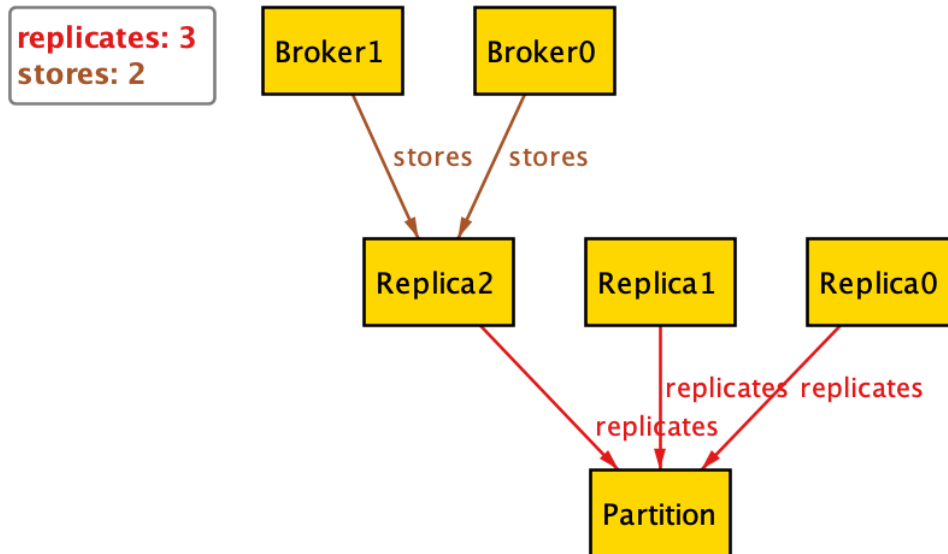 replicates: 3
stores: 2
Broker1
Broker0
stores
stores
Replica2
Replica1
Replica0
replicates
replicates
replicates
Partition